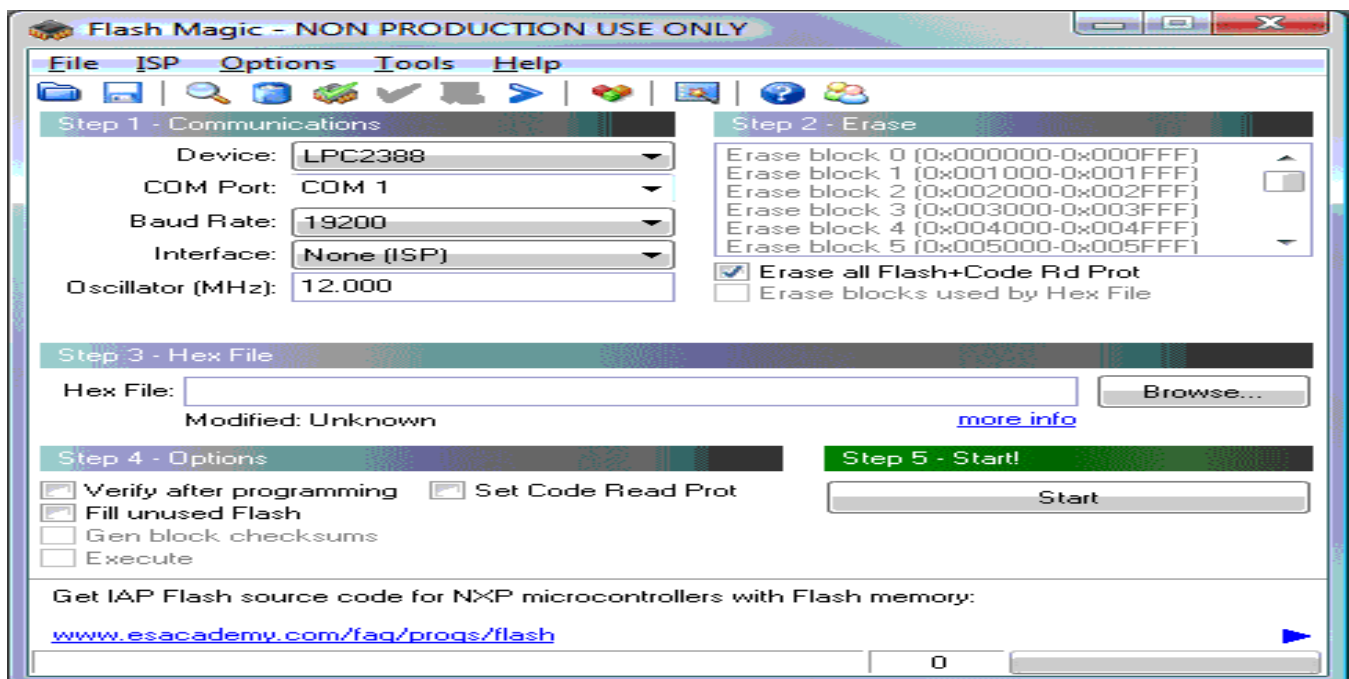 Flash Magic - NON PRODUCTION USE ONLY
File ISP Options Tools Help
Step 1 - Communications
Device: LPC2388
COM Port: COM 1
Baud Rate: 19200
Interface: None (ISP)
Oscillator (MHz): 12.000
Step 2 - Erase
Erase block 0 (0x000000-0x000FFF)
Erase block 1 (0x001000-0x001FFF)
Erase block 2 (0x002000-0x002FFF)
Erase block 3 (0x003000-0x003FFF)
Erase block 4 (0x004000-0x004FFF)
Erase block 5 (0x005000-0x005FFF)
Erase all Flash+Code Rd Prot
Erase blocks used by Hex File
Step 3 - Hex File
Hex File: Browse...
Modified: Unknown more info
Step 4 - Options
Verify after programming Set Code Read Prot
Fill unused Flash
Gen block checksums
Execute
Step 5 - Start!
Start
Get IAP Flash source code for NXP microcontrollers with Flash memory:
www.esacademy.com/faq/progs/flash
0